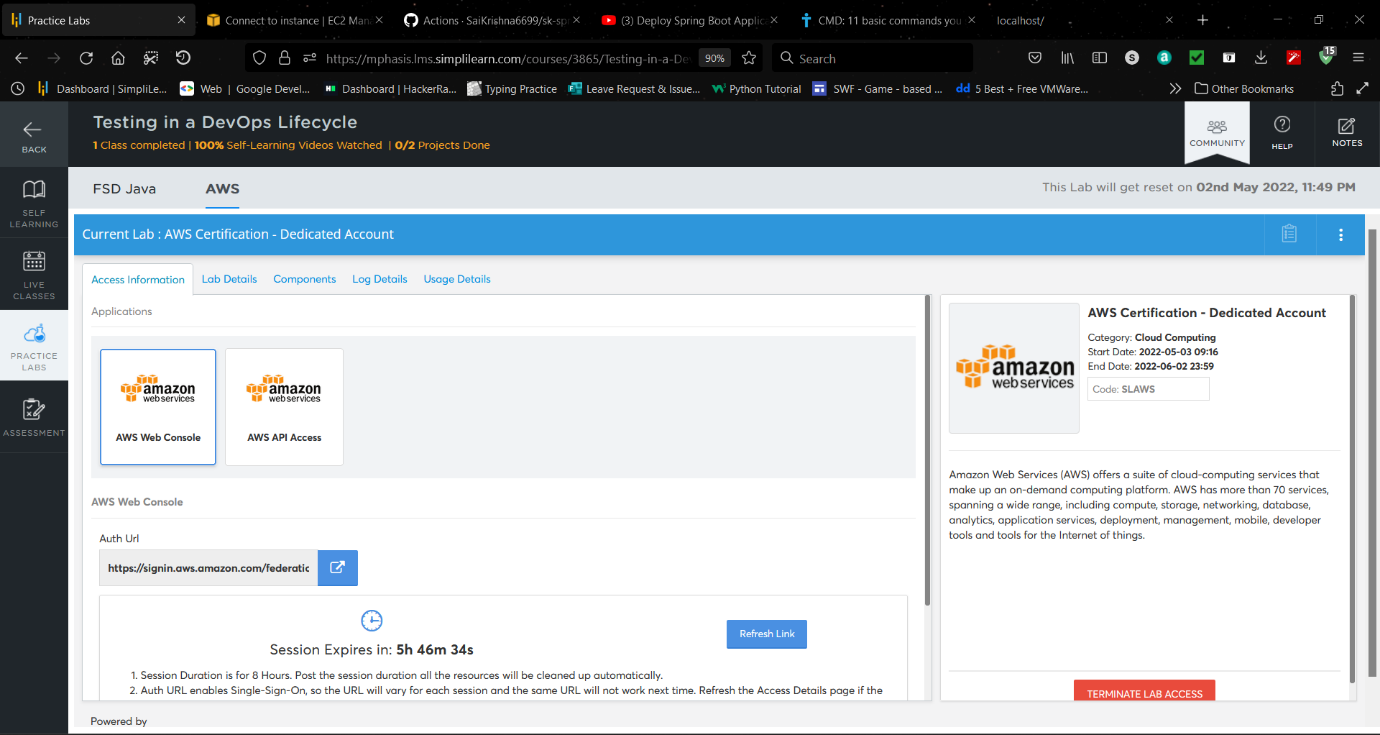 Practice Labs
Connect to instance | EC2 Man
Actions · SaiKrishna6699/sk-sp
(3) Deploy Spring Boot Applic
CMD: 11 basic commands you
localhost/
https://mphasis.lms.simplilearn.com/courses/3865/Testing-in-a-De
90%
Search
15
Dashboard | SimpliLe...
Web | Google Devel...
Dashboard | HackerRa...
Typing Practice
Leave Request & Issue...
Python Tutorial
SWF - Game - based ...
5 Best + Free VMWare...
Other Bookmarks
BACK
Testing in a DevOps Lifecycle
1 Class completed | 100% Self-Learning Videos Watched | 0/2 Projects Done
COMMUNITY
HELP
NOTES
SELF
LEARNING
LIVE
CLASSES
PRACTICE
LABS
ASSESSMENT
FSD Java
AWS
This Lab will get reset on 02nd May 2022, 11:49 PM
Current Lab : AWS Certification - Dedicated Account
Access Information
Lab Details
Components
Log Details
Usage Details
Applications
amazon
webservices
AWS Web Console
amazon
webservices
AWS API Access
AWS Web Console
Auth Url
https://signin.aws.amazon.com/federatic
Session Expires in: 5h 46m 34s
Refresh Link
1. Session Duration is for 8 Hours. Post the session duration all the resources will be cleaned up automatically.
2. Auth URL enables Single-Sign-On, so the URL will vary for each session and the same URL will not work next time. Refresh the Access Details page if the
Powered by
amazon
webservices
AWS Certification - Dedicated Account
Category: Cloud Computing
Start Date: 2022-05-03 09:16
End Date: 2022-06-02 23:59
Code: SLAWS
Amazon Web Services (AWS) offers a suite of cloud-computing services that
make up an on-demand computing platform. AWS has more than 70 services,
spanning a wide range, including compute, storage, networking, database,
analytics, application services, deployment, management, mobile, developer
tools and tools for the Internet of things.
TERMINATE LAB ACCESS